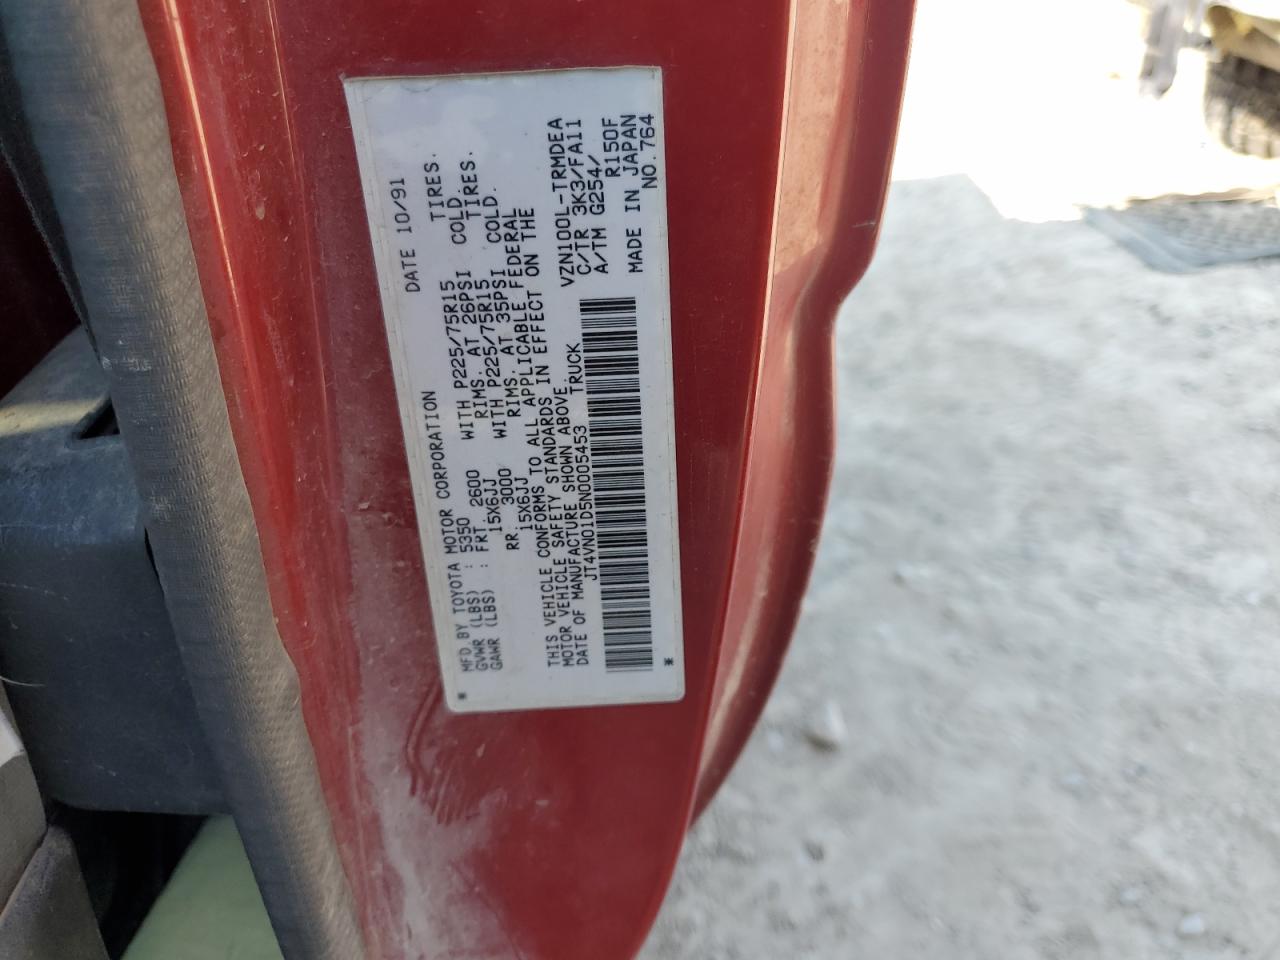 DATE 10/91
MFD. BY TOYOTA MOTOR CORPORATION
GVWR (LBS) : 5350
GAWR (LBS) : FRT. 2600 WITH P225/75R15 TIRES.
15X6JJ RIMS. AT 26PSI COLD.
RR. 3000 WITH P225/75R15 TIRES.
15X6JJ RIMS. AT 35PSI COLD.
THIS VEHICLE CONFORMS TO ALL APPLICABLE FEDERAL
MOTOR VEHICLE SAFETY STANDARDS IN EFFECT ON THE
DATE OF MANUFACTURE SHOWN ABOVE.
JT4VN01D5N0005453 TRUCK
VZN100L-TRMDEA
C/TR 3K3/FA11
A/TM G254/
R150F
MADE IN JAPAN
NO.764